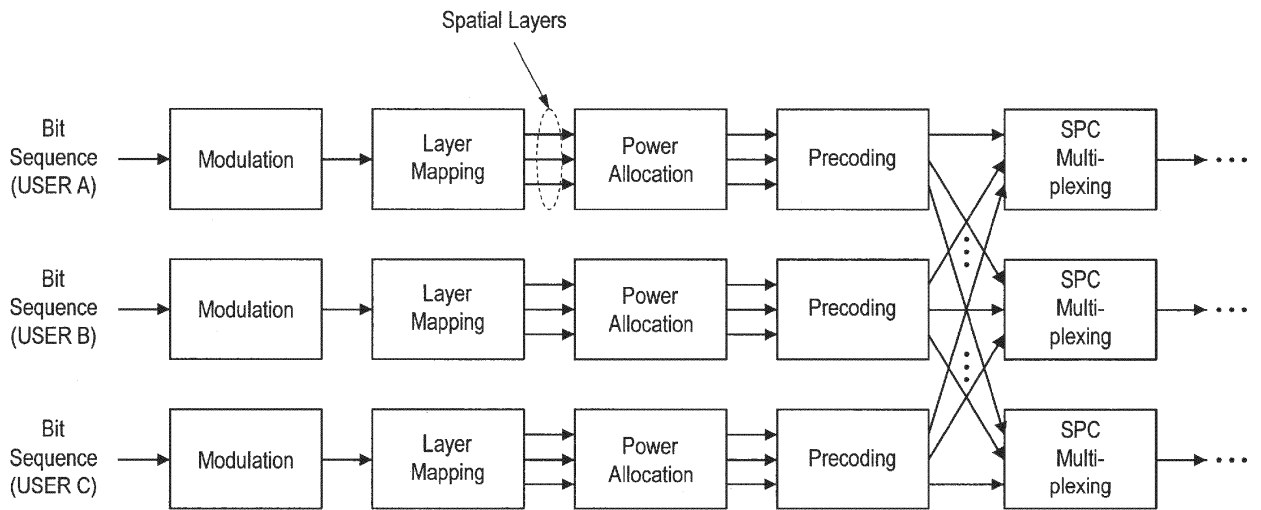 Spatial Layers
Bit
Sequence
(USER A)
Modulation
Layer
Mapping
Power
Allocation
Precoding
SPC
Multi-
plexing
Bit
Sequence
(USER B)
Modulation
Layer
Mapping
Power
Allocation
Precoding
SPC
Multi-
plexing
Bit
Sequence
(USER C)
Modulation
Layer
Mapping
Power
Allocation
Precoding
SPC
Multi-
plexing